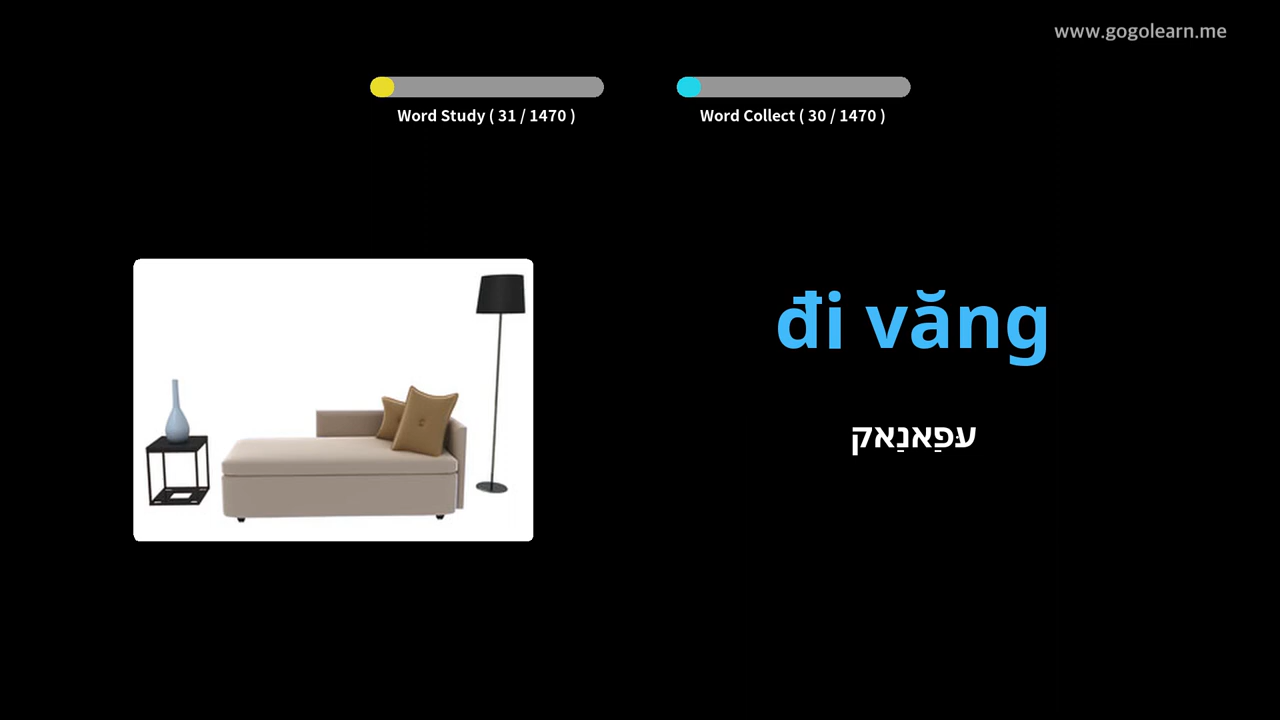 www.gogolearn.me
Word Study ( 31 / 1470 )
Word Collect ( 30 / 1470 )
đi văng
עפֿאַנאַק